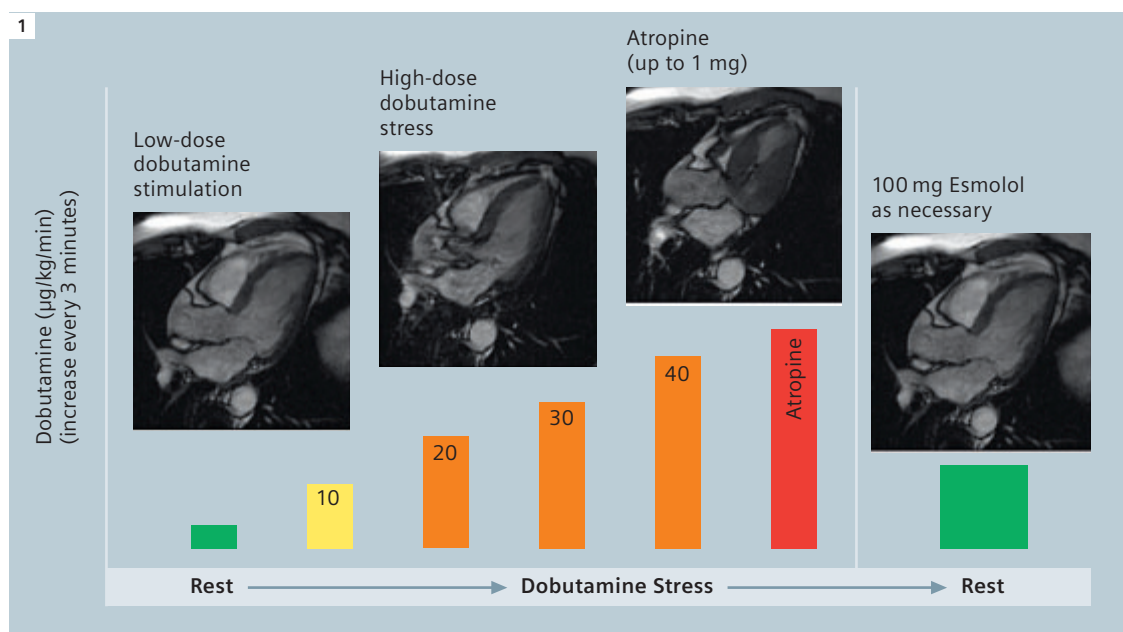 1
Atropine
(up to 1 mg)
High-dose
dobutamine
stress
Low-dose
dobutamine
stimulation
100 mg Esmolol
as necessary
Dobutamine (µg/kg/min)
(increase every 3 minutes)
10
20
30
40
Atropine
Rest
Dobutamine Stress
Rest